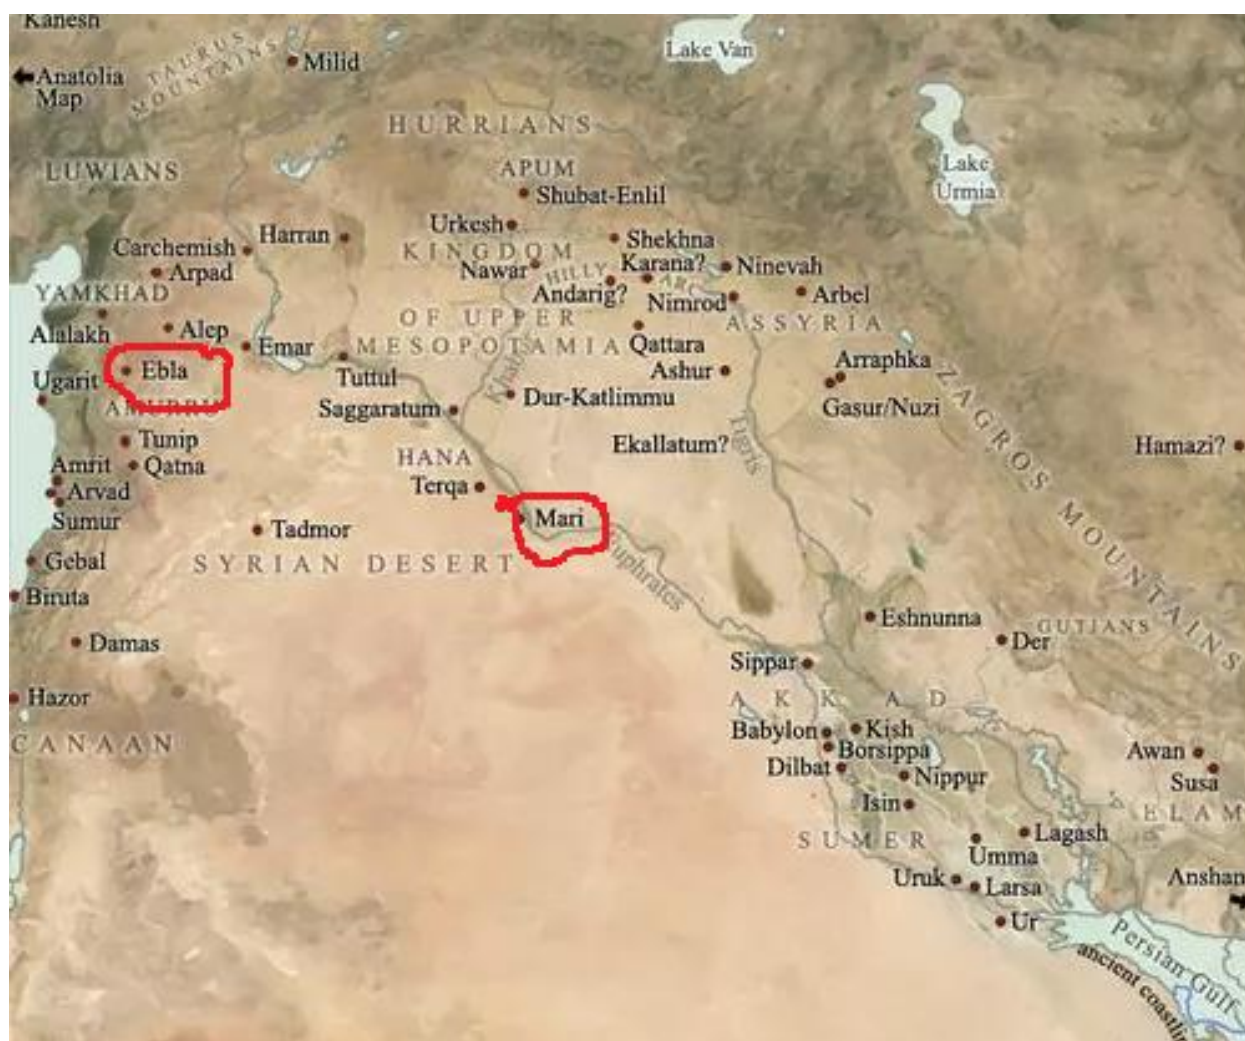 Kanesh
TAURUS
MOUNTAINS
Milid
Lake Van
Anatolia
Map
HURRIANS
LUWIANS
APUM
Shubat-Enlil
Lake
Urmia
Urkesh
Harran
Carchemish
Shekhna
KINGDOM
Arpad
Nawar
HILLY
Karana?
ARC
Ninevah
YAMKHAD
Andarig?
Nimrod
Arbel
Alalakh
Alep
OF UPPER
ASSYRIA
Emar
MESOPOTAMIA
Qattara
Ebla
Tuttul
Ashur
Arraphka
Ugarit
AMURRU
Saggaratum
Dur-Katlimmu
Gasur/Nuzi
ZAGROS MOUNTAINS
Tunip
Ekallatum?
Tigris
Hamazi?
Amrit
Qatna
HANA
Arvad
Terqa
Sumur
Mari
Tadmor
Gebal
SYRIAN DESERT
Euphrates
Biruta
Eshnunna
GUTIANS
Damas
Der
Sippar
Hazor
AKKAD
Babylon
Kish
CANAAN
Borsippa
Awan
Dilbat
Nippur
Susa
Isin
ELAM
SUMER
Lagash
Umma
Uruk
Larsa
Anshan
Ur
Persian Gulf
ancient coastli